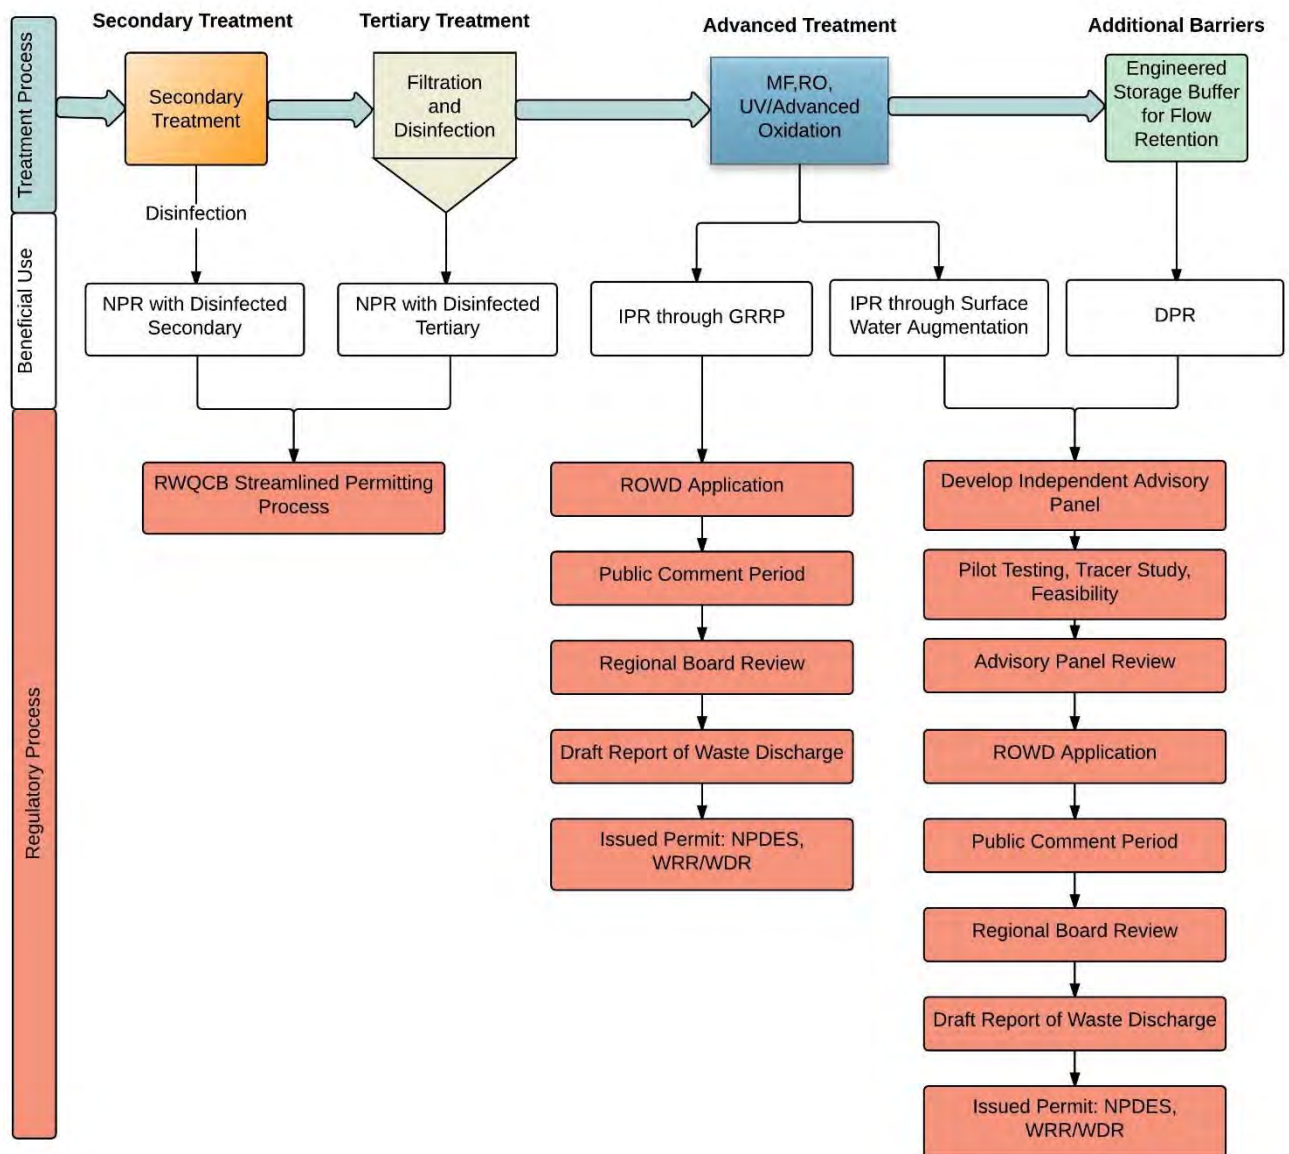 Secondary Treatment
Tertiary Treatment
Advanced Treatment
Additional Barriers
Treatment Process
Secondary
Treatment
Filtration
and
Disinfection
MF,RO,
UV/Advanced
Oxidation
Engineered
Storage Buffer
for Flow
Retention
Disinfection
Beneficial Use
NPR with Disinfected
Secondary
NPR with Disinfected
Tertiary
IPR through GRRP
IPR through Surface
Water Augmentation
DPR
Regulatory Process
RWQCB Streamlined Permitting
Process
ROWD Application
Public Comment Period
Regional Board Review
Draft Report of Waste Discharge
Issued Permit: NPDES,
WRR/WDR
Develop Independent Advisory
Panel
Pilot Testing, Tracer Study,
Feasibility
Advisory Panel Review
ROWD Application
Public Comment Period
Regional Board Review
Draft Report of Waste Discharge
Issued Permit: NPDES,
WRR/WDR